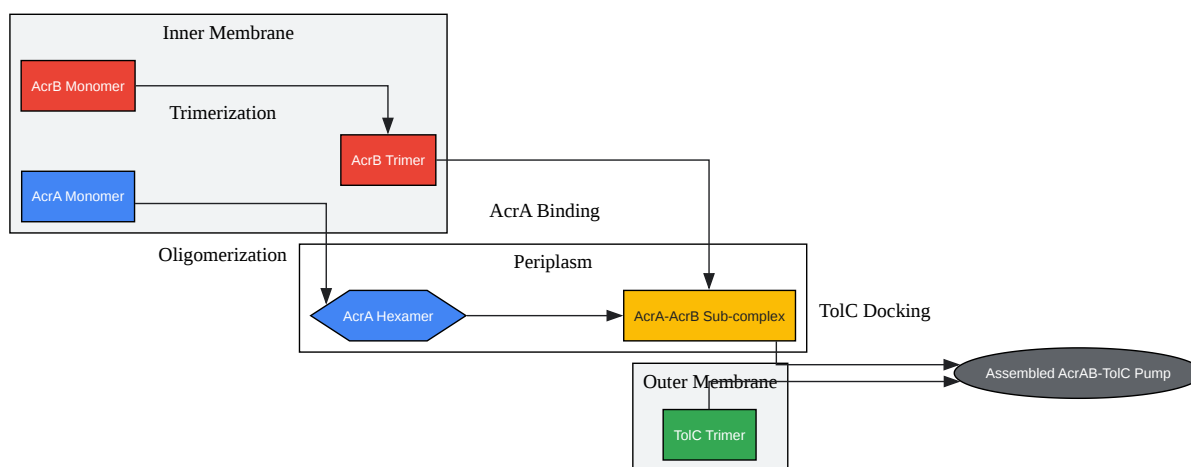 Inner Membrane
AcrB Monomer
Trimerization
AcrB Trimer
AcrA Monomer
AcrA Binding
Oligomerization
Periplasm
AcrA Hexamer
AcrA-AcrB Sub-complex
TolC Docking
Assembled AcrAB-TolC Pump
Outer Membrane
TolC Trimer